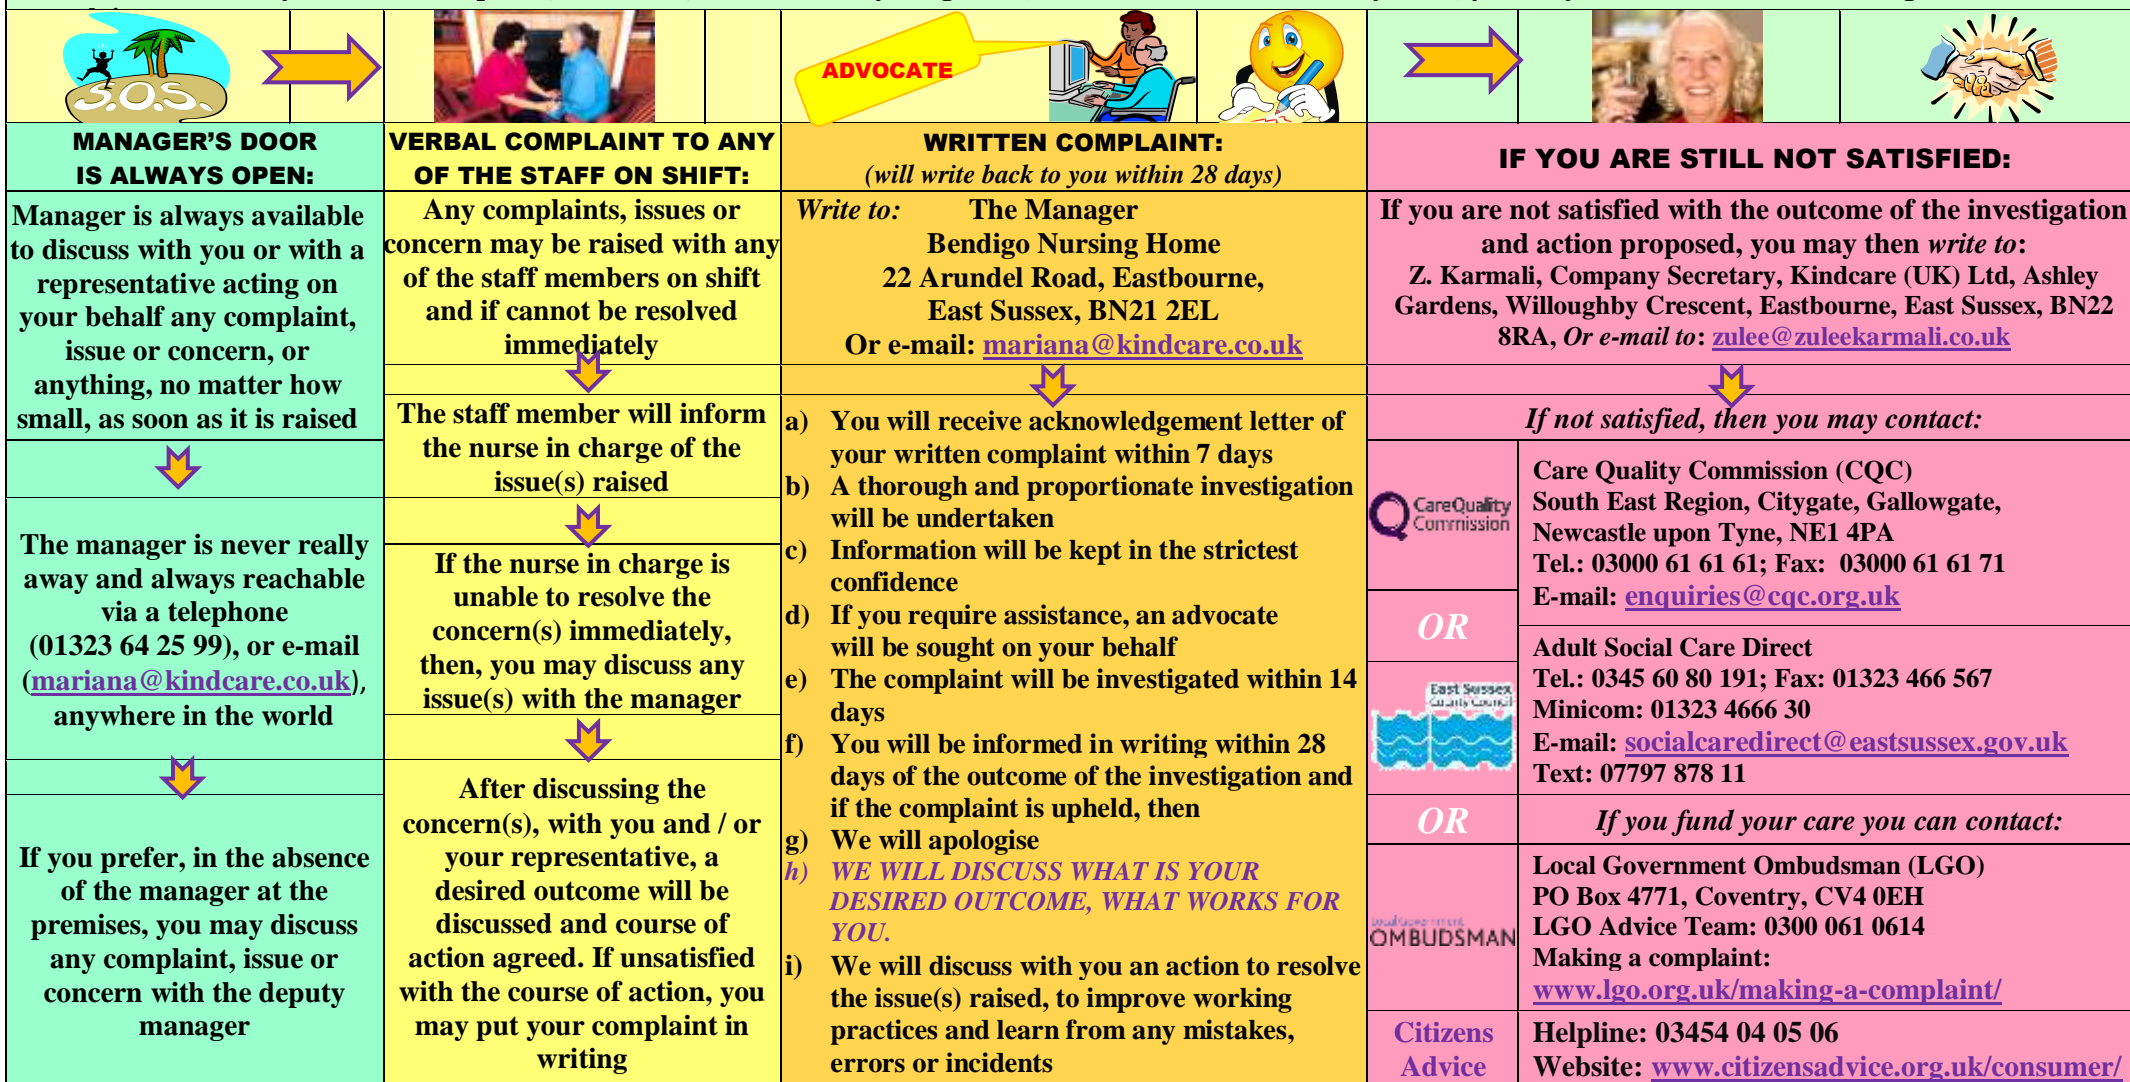 S.O.S.
ADVOCATE
MANAGER’S DOOR
IS ALWAYS OPEN:
Manager is always available
to discuss with you or with a
representative acting on
your behalf any complaint,
issue or concern, or
anything, no matter how
small, as soon as it is raised
The manager is never really
away and always reachable
via a telephone
(01323 64 25 99), or e-mail
(mariana@kindcare.co.uk),
anywhere in the world
If you prefer, in the absence
of the manager at the
premises, you may discuss
any complaint, issue or
concern with the deputy
manager
VERBAL COMPLAINT TO ANY
OF THE STAFF ON SHIFT:
Any complaints, issues or
concern may be raised with any
of the staff members on shift
and if cannot be resolved
immediately
The staff member will inform
the nurse in charge of the
issue(s) raised
If the nurse in charge is
unable to resolve the
concern(s) immediately,
then, you may discuss any
issue(s) with the manager
After discussing the
concern(s), with you and / or
your representative, a
desired outcome will be
discussed and course of
action agreed. If unsatisfied
with the course of action, you
may put your complaint in
writing
WRITTEN COMPLAINT:
(will write back to you within 28 days)
Write to: The Manager
Bendigo Nursing Home
22 Arundel Road, Eastbourne,
East Sussex, BN21 2EL
Or e-mail: mariana@kindcare.co.uk
a) You will receive acknowledgement letter of
your written complaint within 7 days
b) A thorough and proportionate investigation
will be undertaken
c) Information will be kept in the strictest
confidence
d) If you require assistance, an advocate
will be sought on your behalf
e) The complaint will be investigated within 14
days
f) You will be informed in writing within 28
days of the outcome of the investigation and
if the complaint is upheld, then
g) We will apologise
h) WE WILL DISCUSS WHAT IS YOUR
DESIRED OUTCOME, WHAT WORKS FOR
YOU.
i) We will discuss with you an action to resolve
the issue(s) raised, to improve working
practices and learn from any mistakes,
errors or incidents
IF YOU ARE STILL NOT SATISFIED:
If you are not satisfied with the outcome of the investigation
and action proposed, you may then write to:
Z. Karmali, Company Secretary, Kindcare (UK) Ltd, Ashley
Gardens, Willoughby Crescent, Eastbourne, East Sussex, BN22
8RA, Or e-mail to: zulee@zuleekarmali.co.uk
If not satisfied, then you may contact:
CareQuality
Commission
Care Quality Commission (CQC)
South East Region, Citygate, Gallowgate,
Newcastle upon Tyne, NE1 4PA
Tel.: 03000 61 61 61; Fax: 03000 61 61 71
E-mail: enquiries@cqc.org.uk
OR
East Sussex
County Council
Adult Social Care Direct
Tel.: 0345 60 80 191; Fax: 01323 466 567
Minicom: 01323 4666 30
E-mail: socialcaredirect@eastsussex.gov.uk
Text: 07797 878 11
OR
If you fund your care you can contact:
Local Government
OMBUDSMAN
Local Government Ombudsman (LGO)
PO Box 4771, Coventry, CV4 0EH
LGO Advice Team: 0300 061 0614
Making a complaint:
www.lgo.org.uk/making-a-complaint/
Citizens
Advice
Helpline: 03454 04 05 06
Website: www.citizensadvice.org.uk/consumer/